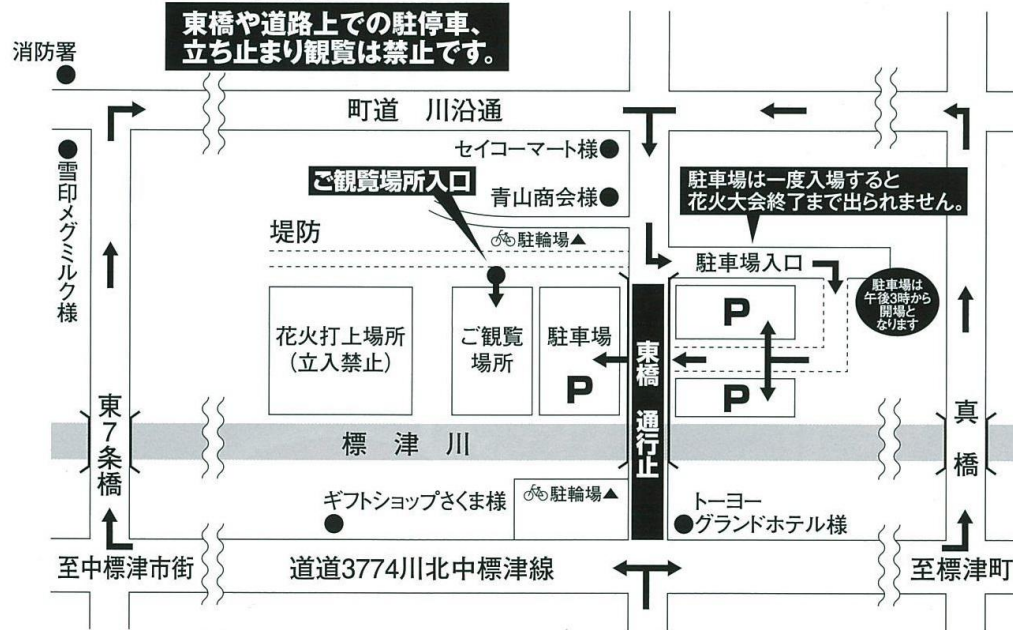 東橋や道路上での駐停車、
立ち止まり観覧は禁止です。
消防署
町道 川沿通
セイコーマート様
雪印メグミルク様
ご観覧場所入口
青山商会様
駐車場は一度入場すると
花火大会終了まで出られません。
堤防
駐輪場▲
駐車場入口
駐車場は
午後3時から
開場と
なります
花火打上場所
(立入禁止)
ご観覧
場所
駐車場
P
P
P
東橋 通行止
東7条橋
標津川
真橋
ギフトショップさくま様
駐輪場▲
トーヨー
グランドホテル様
至中標津市街
道道3774川北中標津線
至標津町